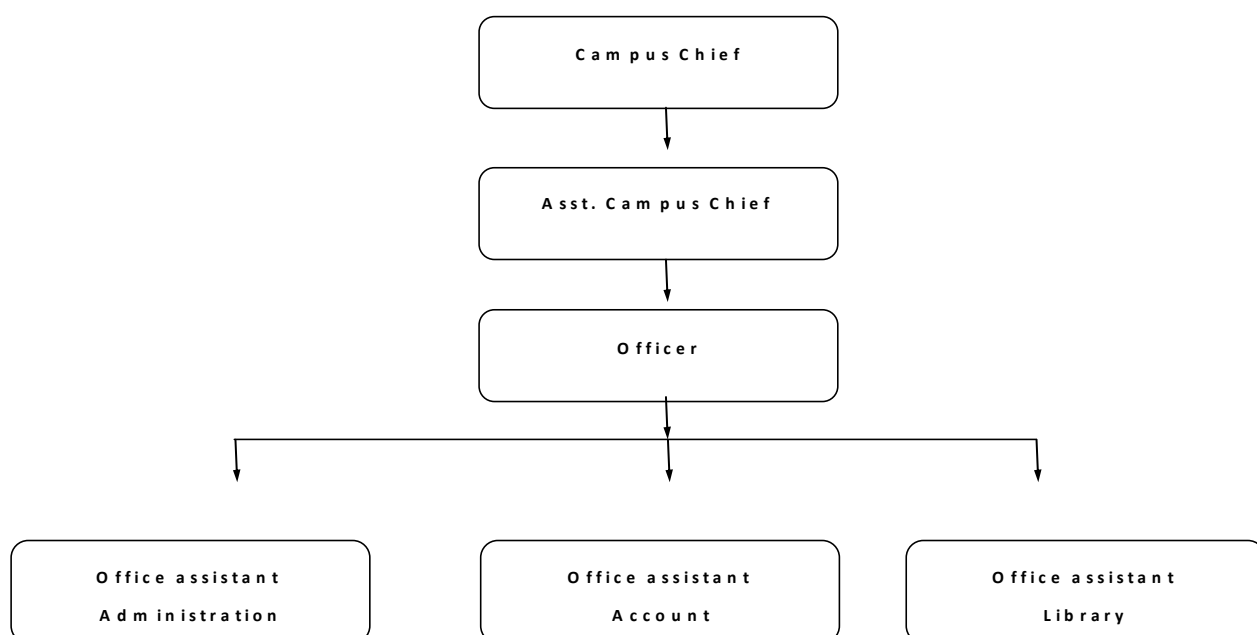 Campus Chief
Asst. Campus Chief
Officer
Office assistant
Administration
Office assistant
Account
Office assistant
Library